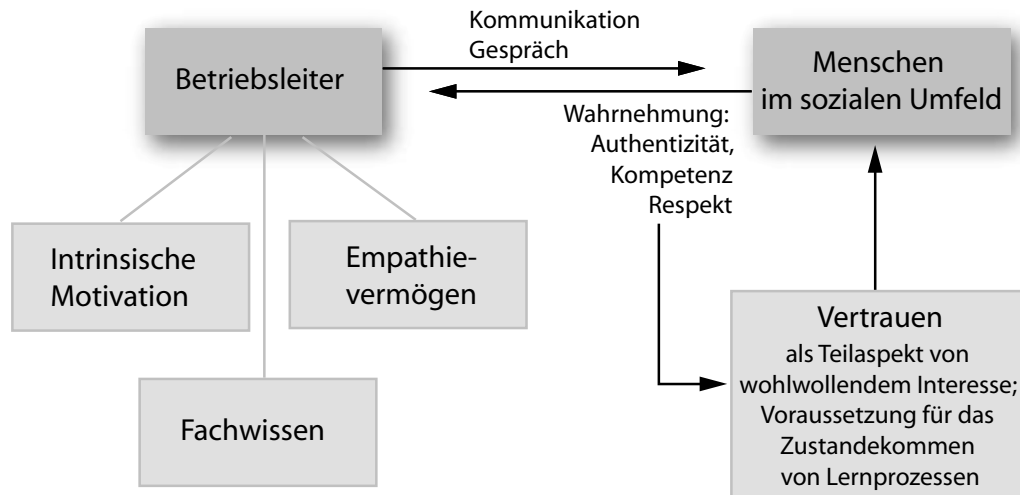 Kommunikation
Gespräch
Betriebsleiter
Menschen
im sozialen Umfeld
Wahrnehmung:
Authentizität,
Kompetenz
Respekt
Intrinsische
Motivation
Empathie-
vermögen
Fachwissen
Vertrauen
als Teilaspekt von
wohlwollendem Interesse;
Voraussetzung für das
Zustandekommen
von Lernprozessen